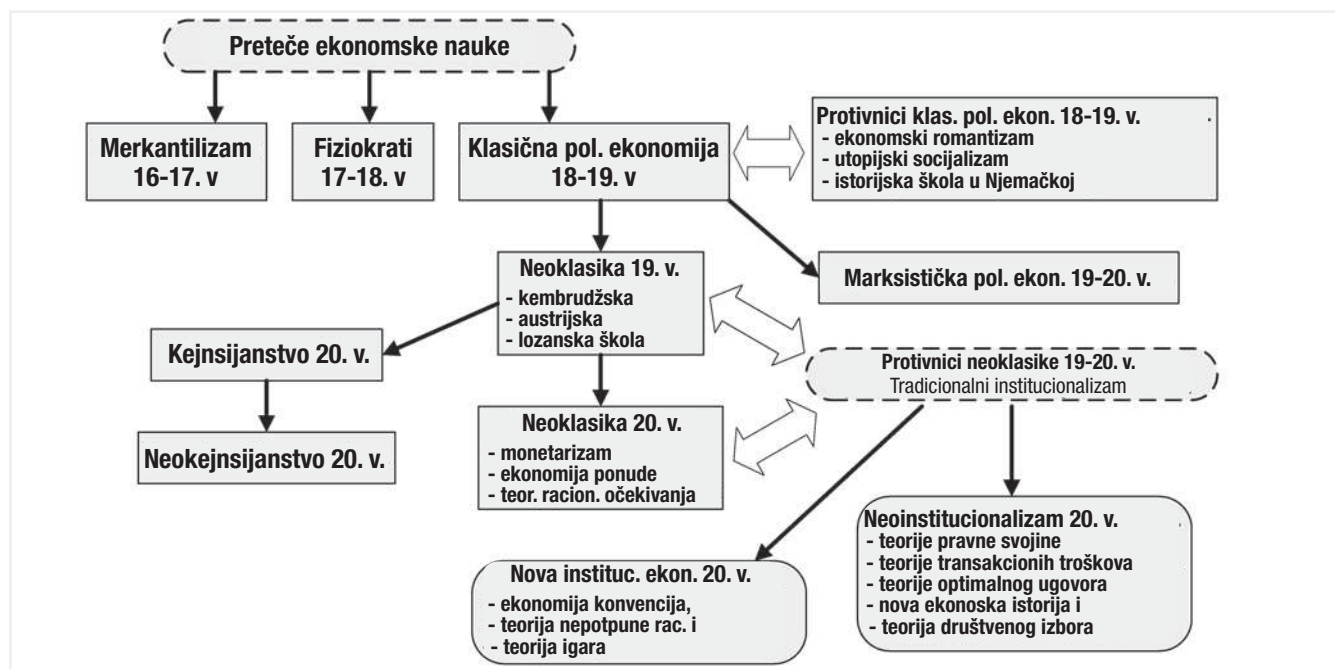 Preteče ekonomske nauke
Merkantilizam
16-17. v
Fiziokrati
17-18. v
Klasična pol. ekonomija
18-19. v
Protivnici klas. pol. ekon. 18-19. v.
- ekonomski romantizam
- utopijski socijalizam
- istorijska škola u Njemačkoj
Neoklasika 19. v.
- kembrudžska
- austrijska
- lozanska škola
Marksistička pol. ekon. 19-20. v.
Kejnsijanstvo 20. v.
Protivnici neoklasike 19-20. v.
Tradicionalni institucionalizam
Neokejnsijanstvo 20. v.
Neoklasika 20. v.
- monetarizam
- ekonomija ponude
- teor. racion. očekivanja
Nova instituc. ekon. 20. v.
- ekonomija konvencija,
- teorija nepotpune rac. i
- teorija igara
Neoinstitucionalizam 20. v.
- teorije pravne svojine
- teorije transakcionih troškova
- teorije optimalnog ugovora
- nova ekonoska istorija i
- teorija društvenog izbora